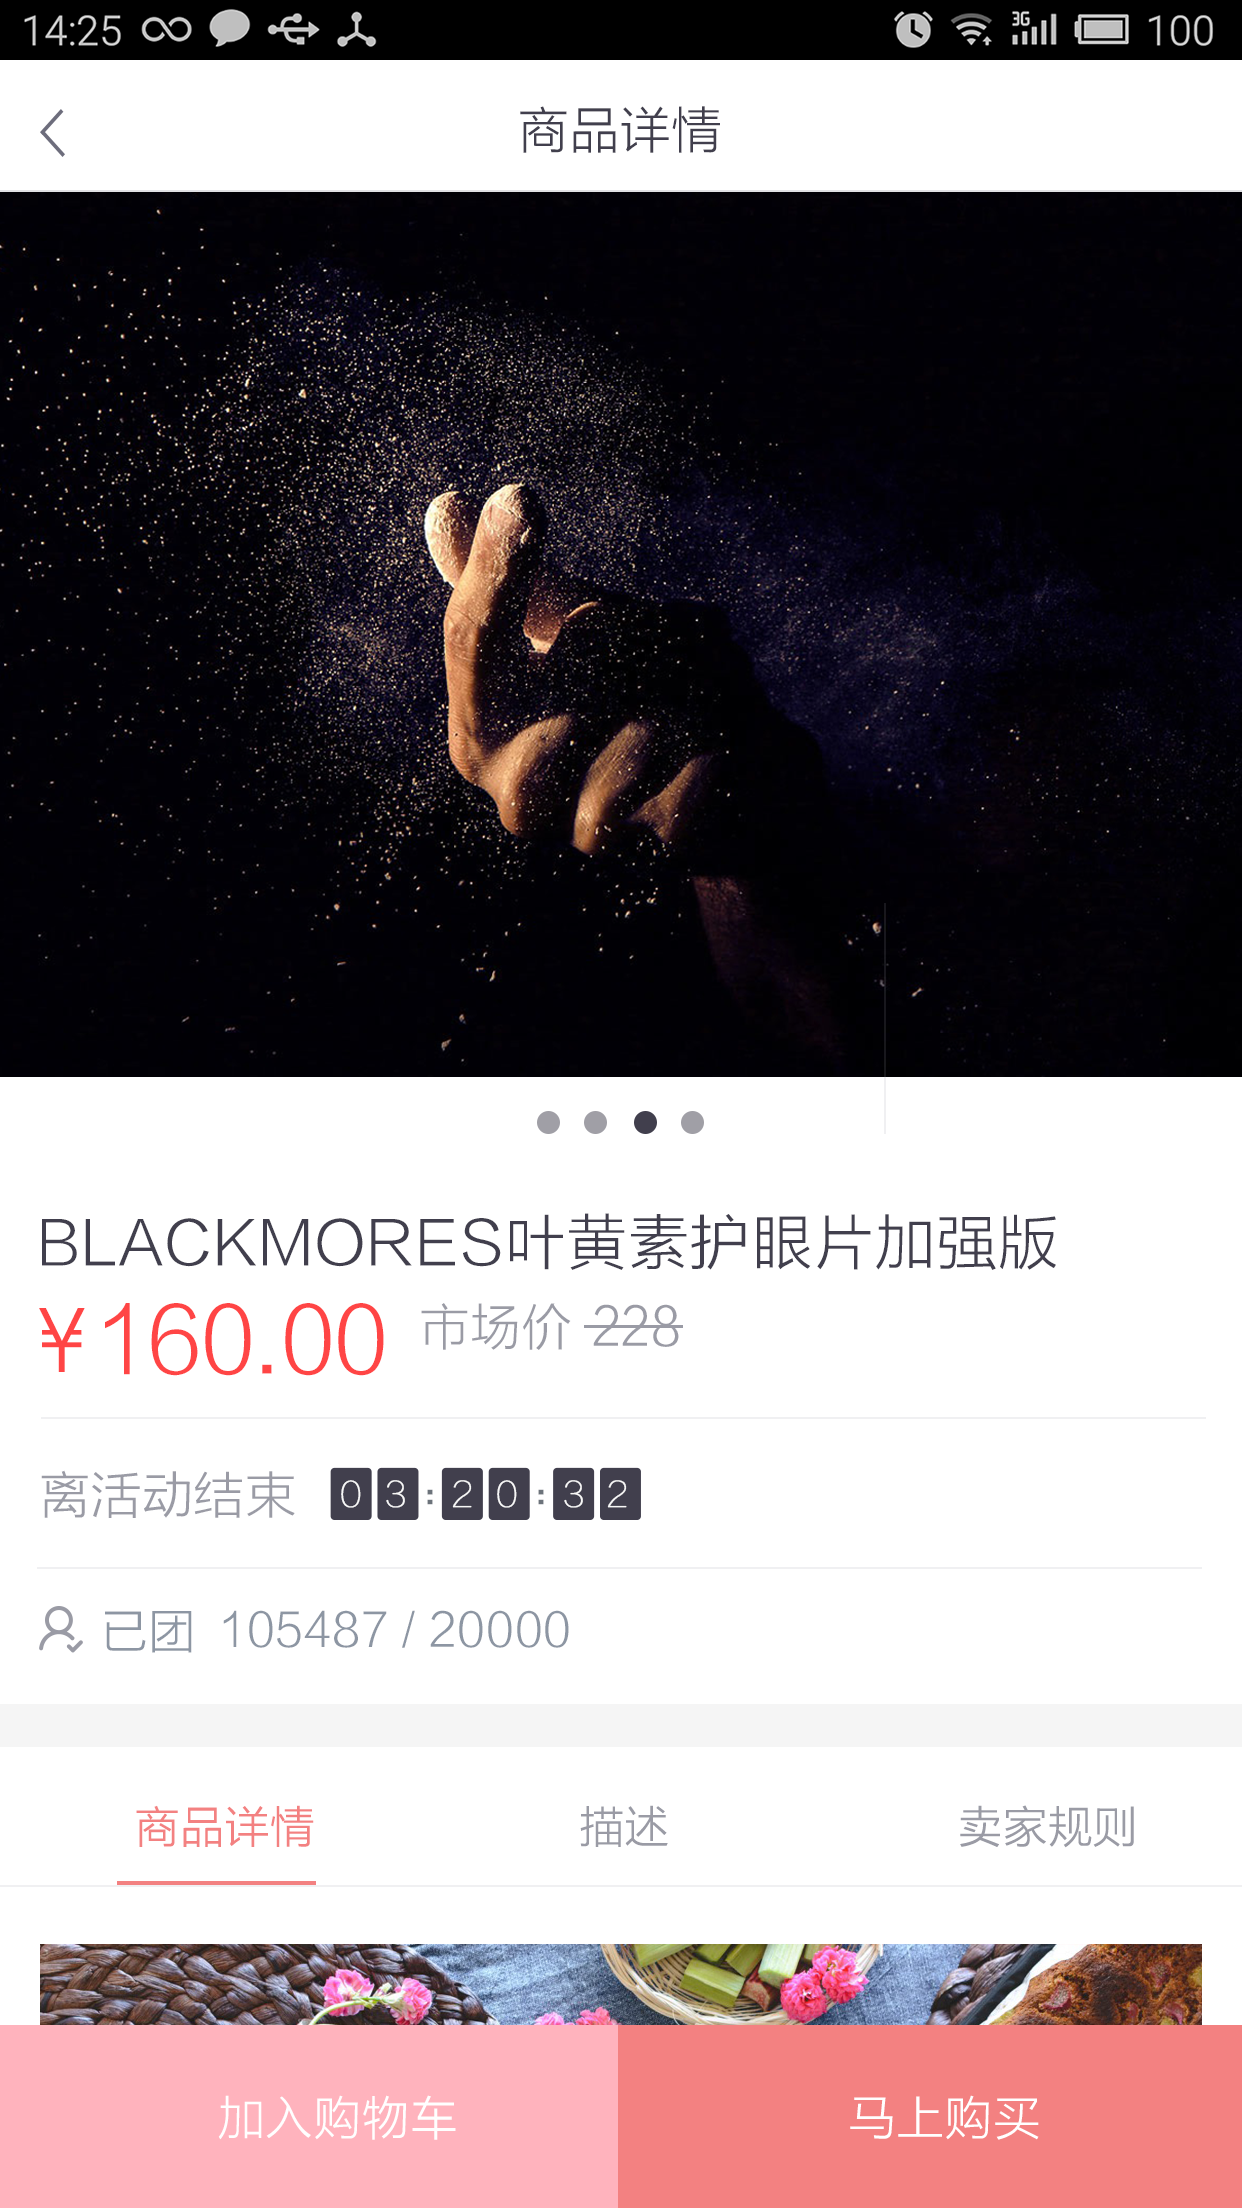 14:25 3G 100
商品详情
BLACKMORES叶黄素护眼片加强版
¥160.00 市场价 228
离活动结束 03:20:32
已团 105487 / 20000
商品详情 描述 卖家规则
加入购物车 马上购买